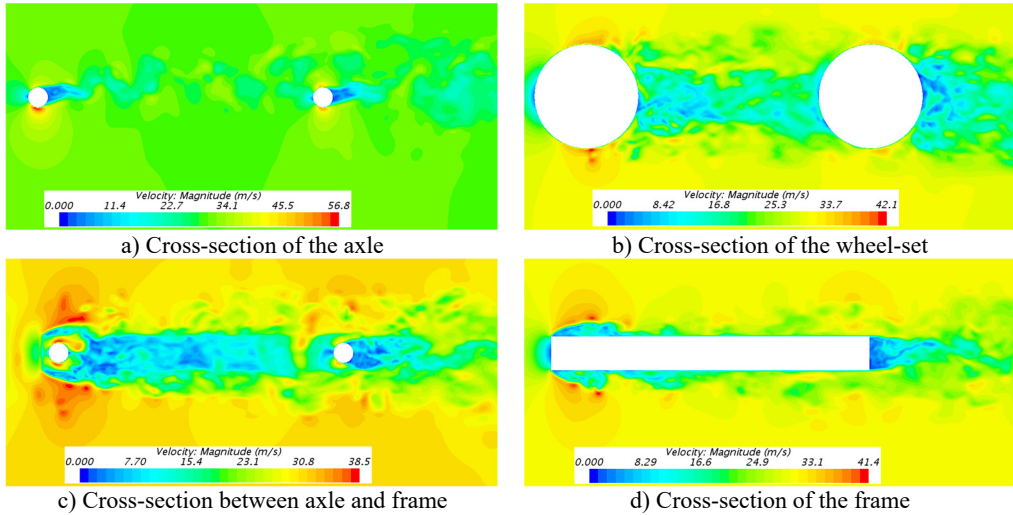 Velocity: Magnitude (m/s)
0.000 11.4 22.7 34.1 45.5 56.8
a) Cross-section of the axle
Velocity: Magnitude (m/s)
0.000 8.42 16.8 25.3 33.7 42.1
b) Cross-section of the wheel-set
Velocity: Magnitude (m/s)
0.000 7.70 15.4 23.1 30.8 38.5
c) Cross-section between axle and frame
Velocity: Magnitude (m/s)
0.000 8.29 16.6 24.9 33.1 41.4
d) Cross-section of the frame